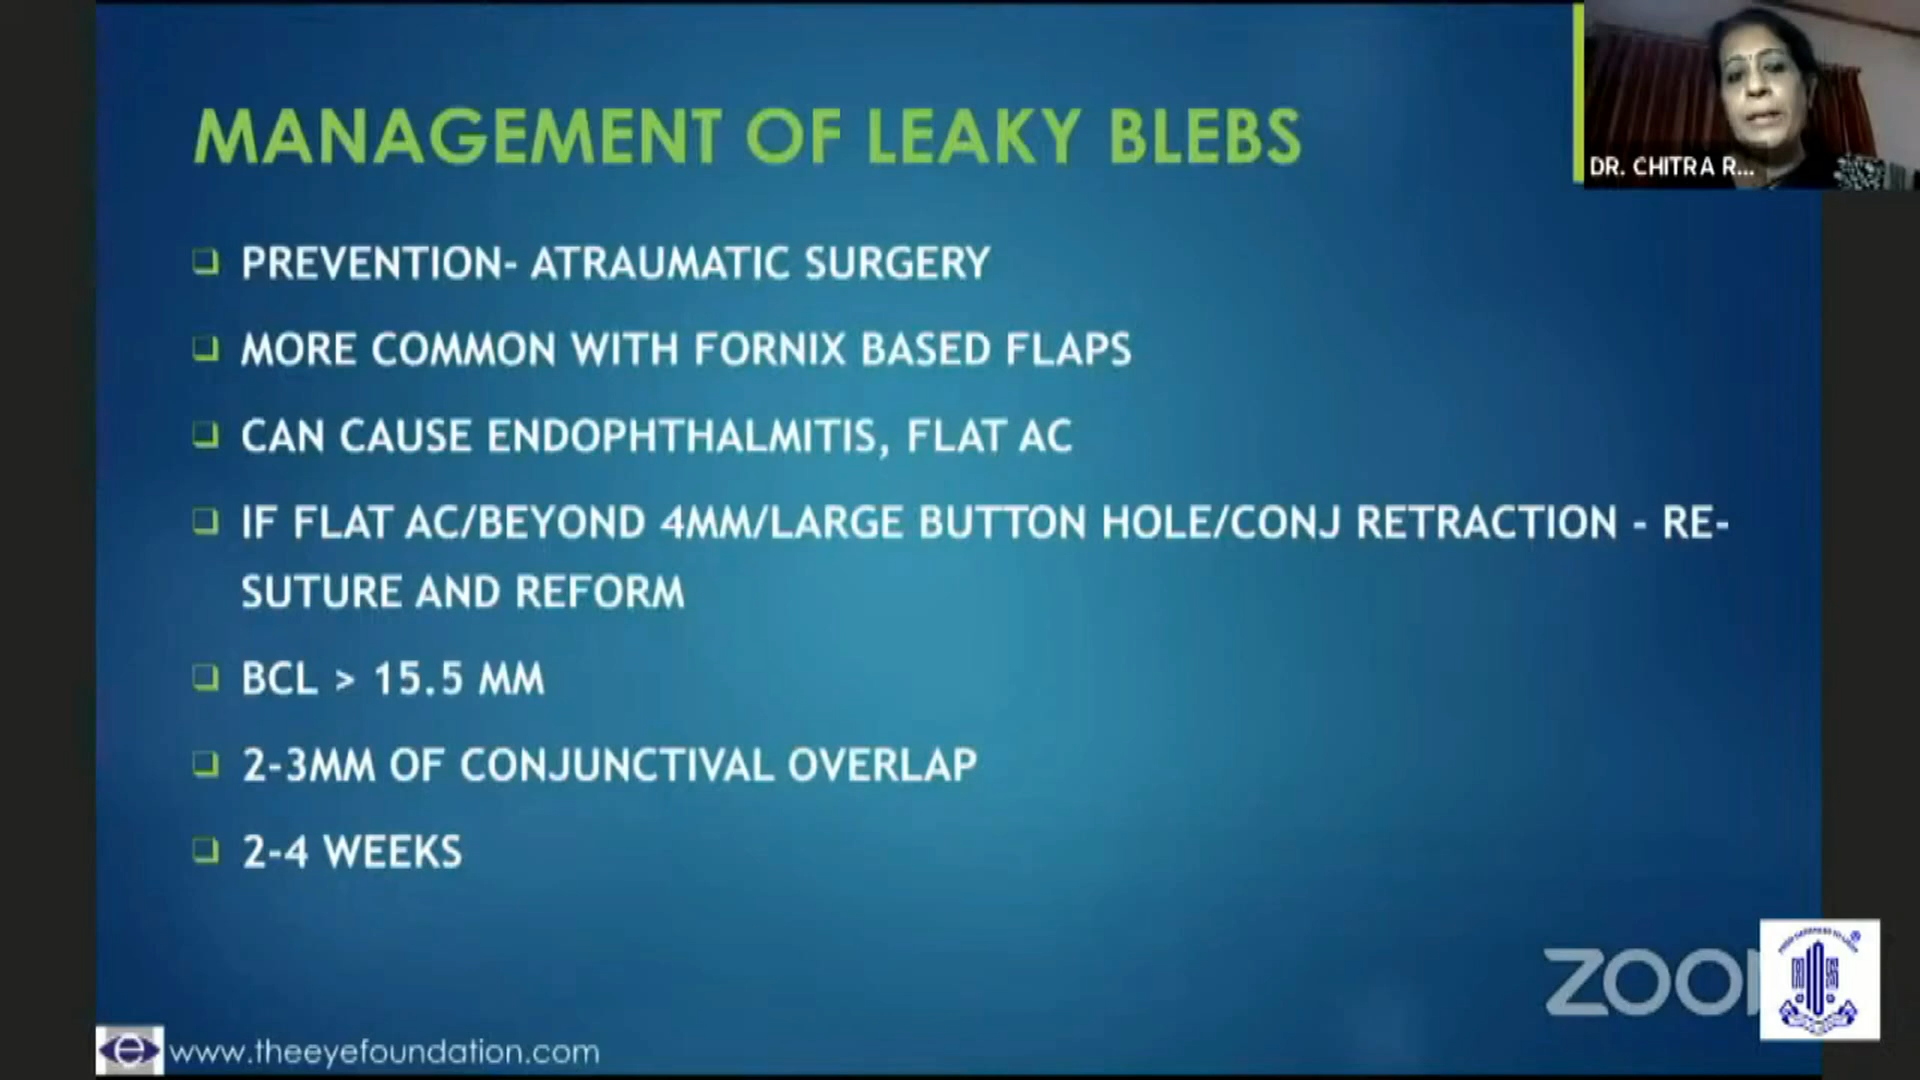 MANAGEMENT OF LEAKY BLEBS
DR. CHITRA R...
PREVENTION- ATRAUMATIC SURGERY
MORE COMMON WITH FORNIX BASED FLAPS
CAN CAUSE ENDOPHTHALMITIS, FLAT AC
IF FLAT AC/BEYOND 4MM/LARGE BUTTON HOLE/CONJ RETRACTION - RE-
SUTURE AND REFORM
BCL > 15.5 MM
2-3MM OF CONJUNCTIVAL OVERLAP
2-4 WEEKS
ZOO
www.theeyefoundation.com